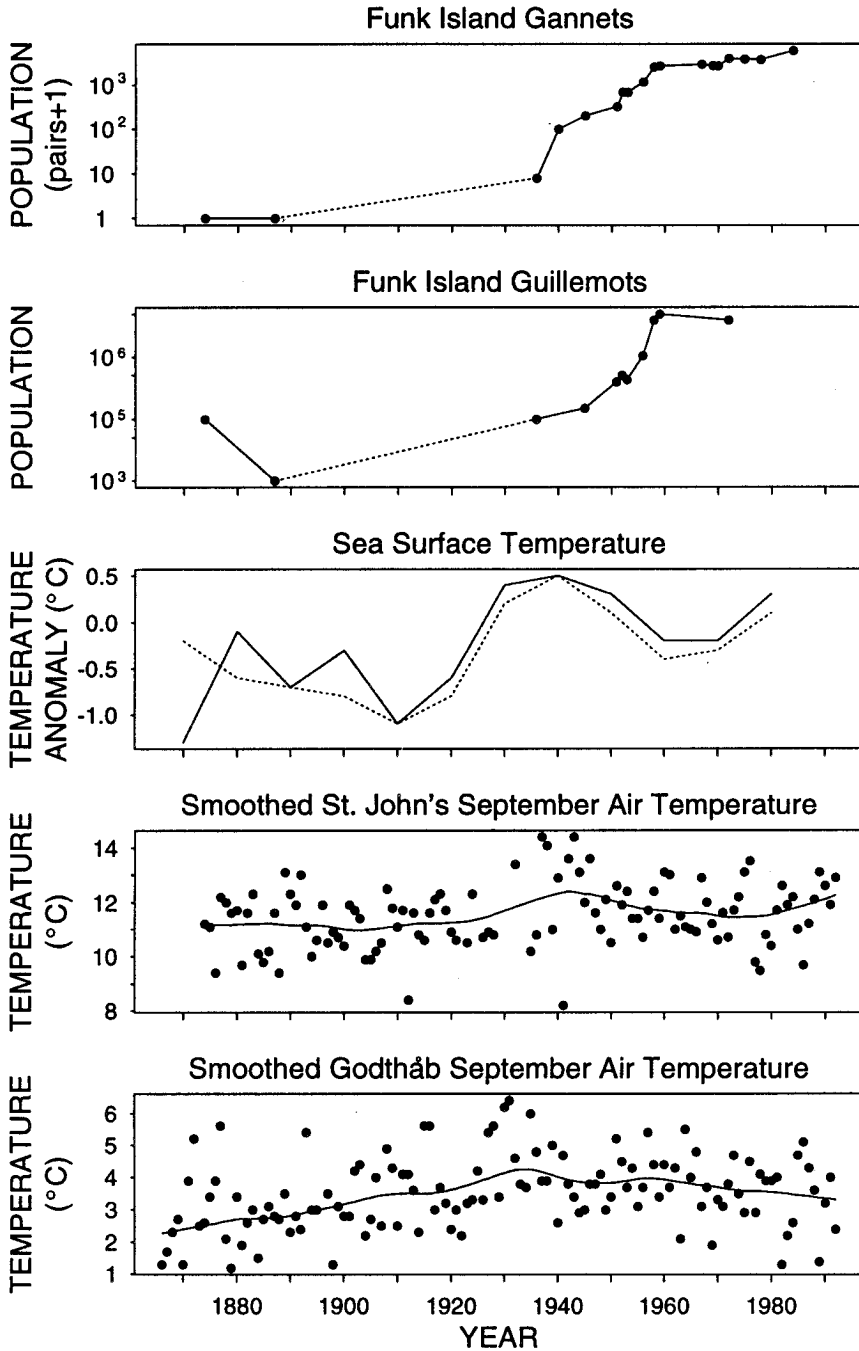 Funk Island Gannets
POPULATION
(pairs+1)
10³
10²
10
1
Funk Island Guillemots
POPULATION
10⁶
10⁵
10³
Sea Surface Temperature
TEMPERATURE
ANOMALY (°C)
0.5
0.0
-0.5
-1.0
Smoothed St. John's September Air Temperature
TEMPERATURE
(°C)
14
12
10
8
Smoothed Godthåb September Air Temperature
TEMPERATURE
(°C)
6
5
4
3
2
1
1880 1900 1920 1940 1960 1980
YEAR